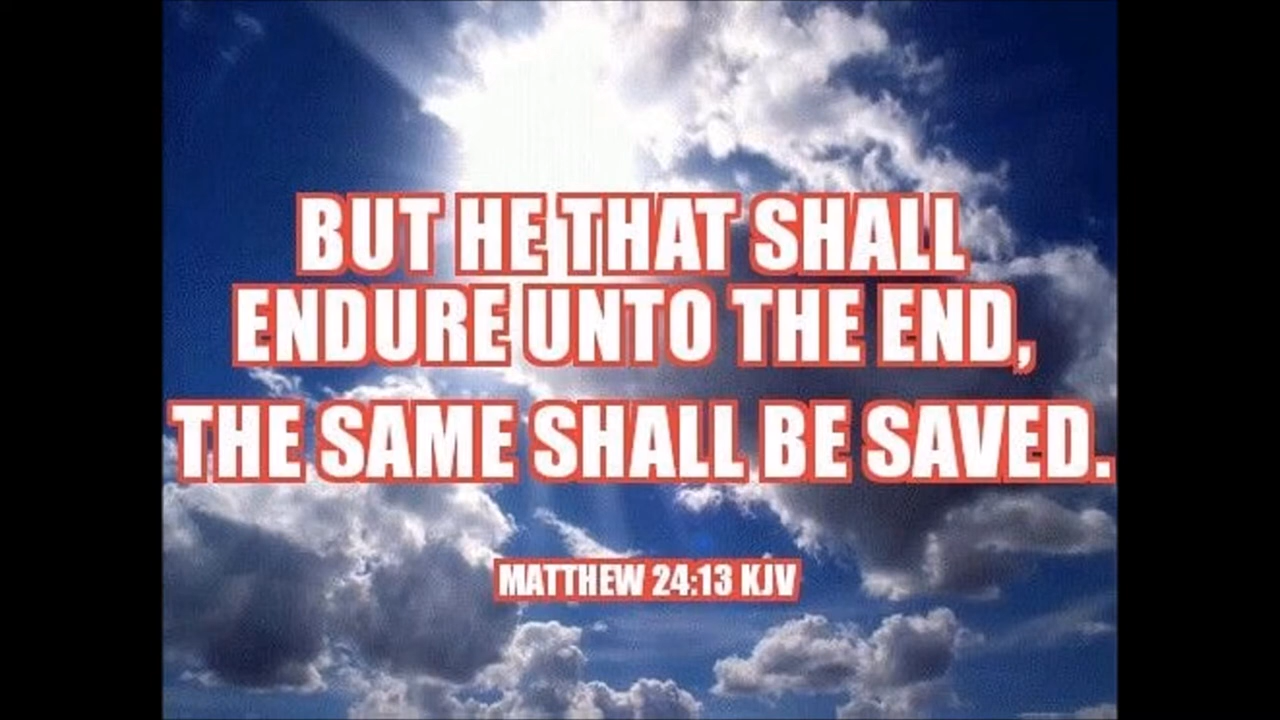 BUT HE THAT SHALL
ENDURE UNTO THE END,
THE SAME SHALL BE SAVED.
MATTHEW 24:13 KJV